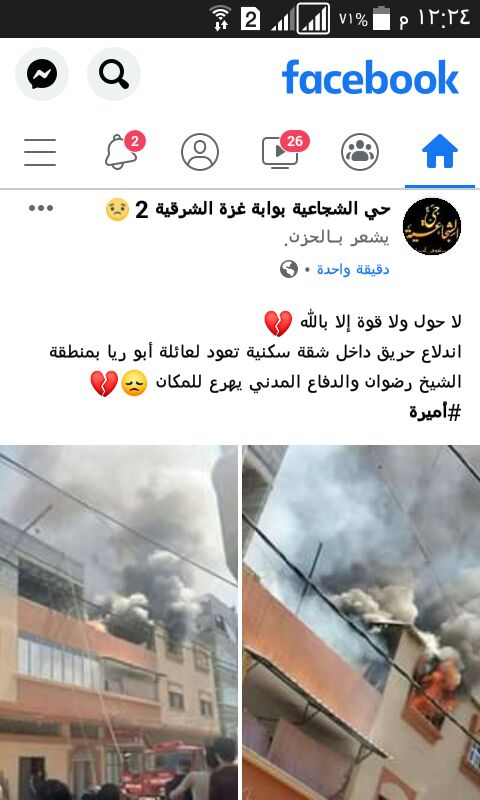 ١٢:٢٤ م
٧١%
2
facebook
2
26
حي الشجاعية بوابة غزة الشرقية 2 😒
يشعر بـالحزن.
دقيقة واحدة •
لا حول ولا قوة إلا بالله 💔
اندلاع حريق داخل شقة سكنية تعود لعائلة أبو ريا بمنطقة
الشيخ رضوان والدفاع المدني يهرع للمكان 😞💔
#أميرة